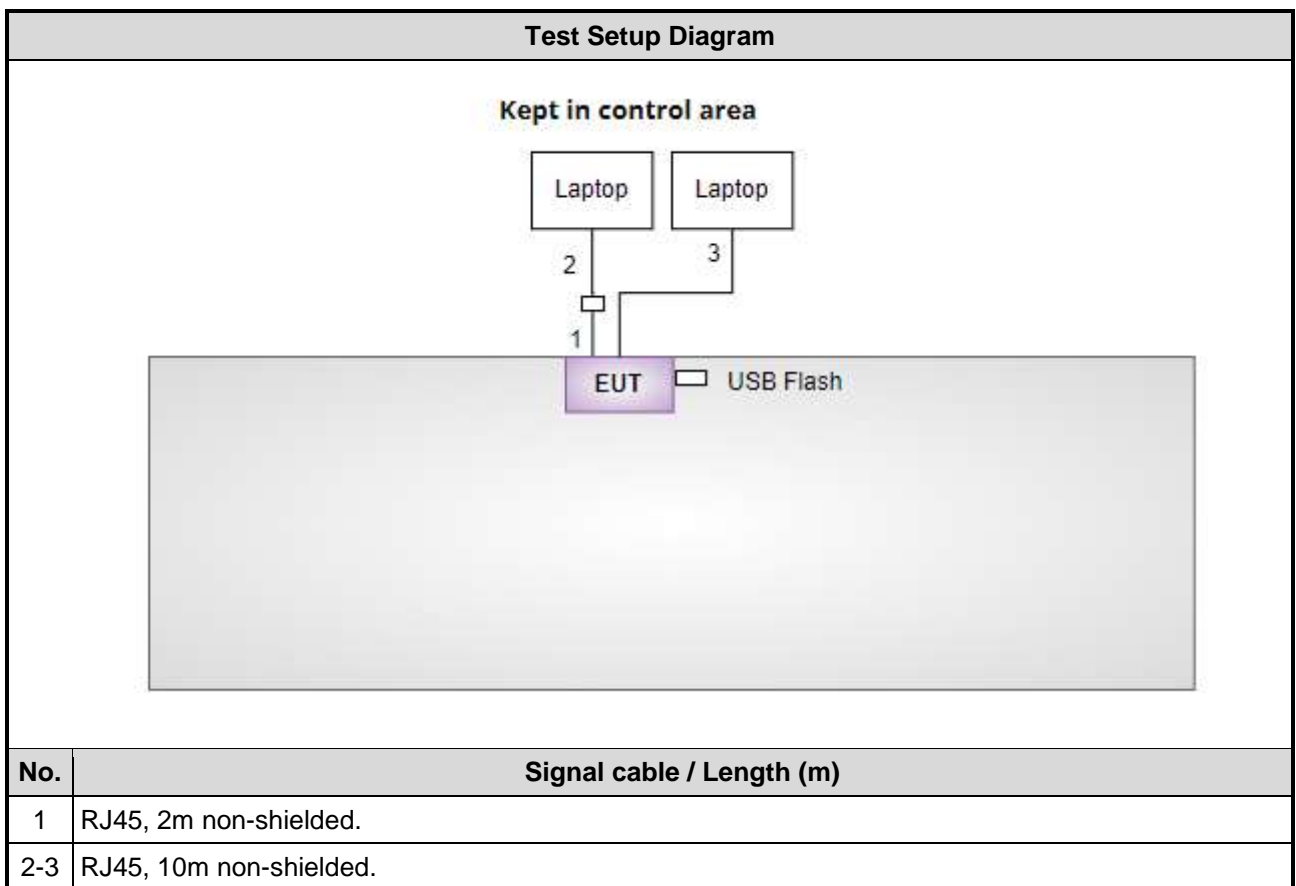 Test Setup Diagram
Kept in control area
Laptop Laptop
2 3
1
EUT USB Flash
No. Signal cable / Length (m)
1 RJ45, 2m non-shielded.
2-3 RJ45, 10m non-shielded.